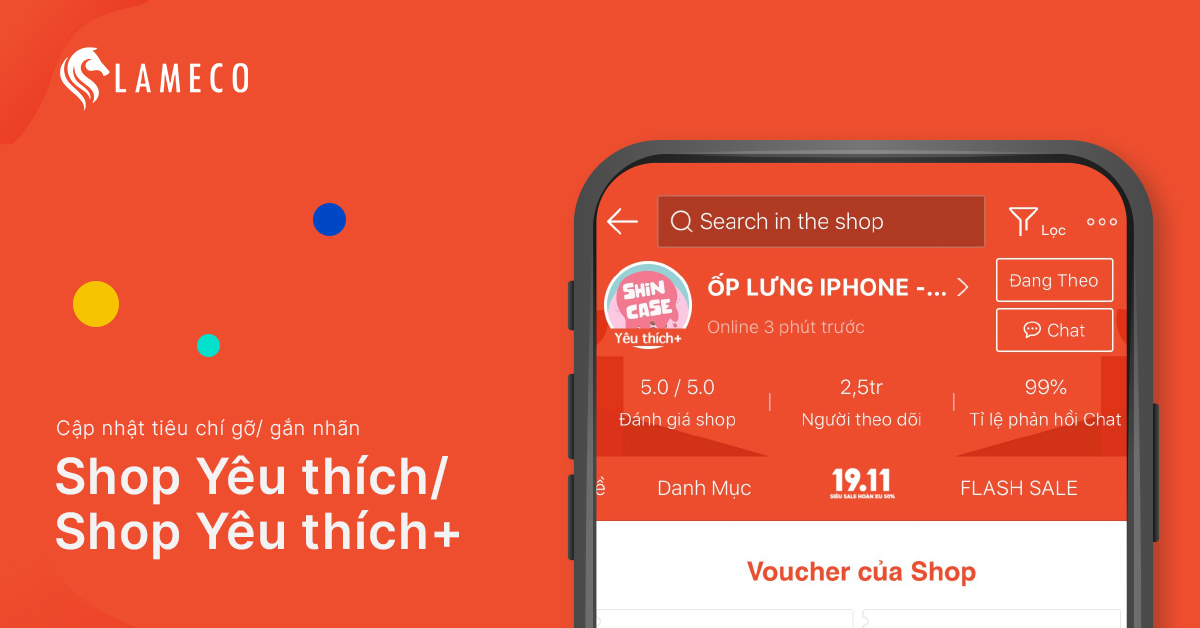 LAMECO
Cập nhật tiêu chí gỡ/ gắn nhãn
Shop Yêu thích/
Shop Yêu thích+
Search in the shop
Lọc
SHiN
CASE
Yêu thích+
ỐP LƯNG IPHONE -...
Online 3 phút trước
Đang Theo
Chat
5.0 / 5.0
Đánh giá shop
2,5tr
Người theo dõi
99%
Tỉ lệ phản hồi Chat
Danh Mục
19.11
SIÊU SALE HOÀN XU 50%
FLASH SALE
Voucher của Shop